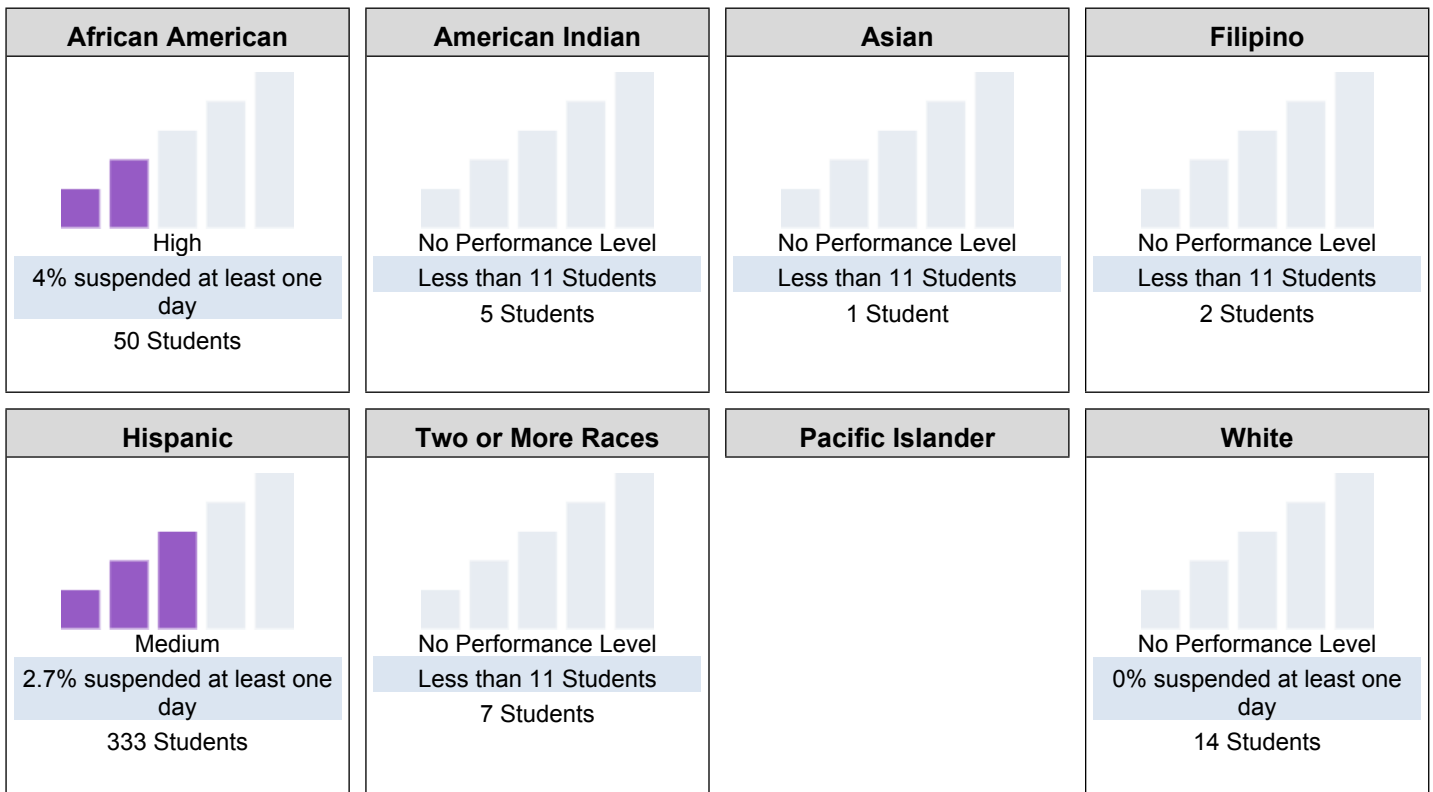 African American
High
4% suspended at least one
day
50 Students
American Indian
No Performance Level
Less than 11 Students
5 Students
Asian
No Performance Level
Less than 11 Students
1 Student
Filipino
No Performance Level
Less than 11 Students
2 Students
Hispanic
Medium
2.7% suspended at least one
day
333 Students
Two or More Races
No Performance Level
Less than 11 Students
7 Students
Pacific Islander
White
No Performance Level
0% suspended at least one
day
14 Students